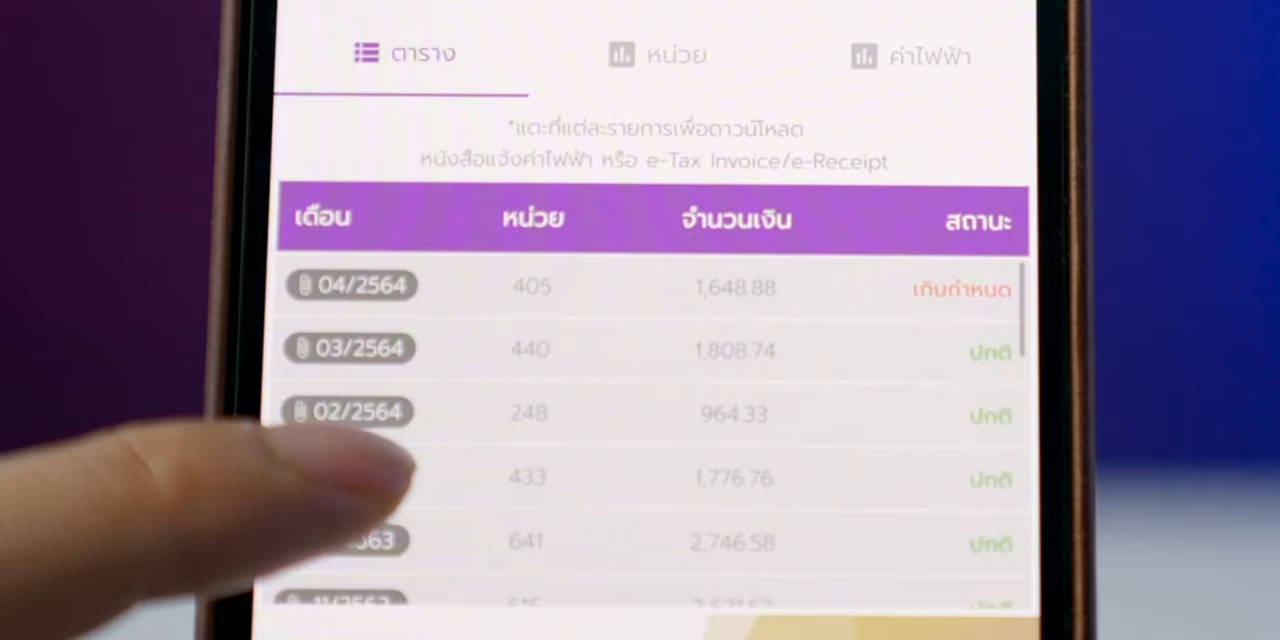 ตาราง หน่วย ค่าไฟฟ้า
*แตะที่แต่ละรายการเพื่อดาวน์โหลด
หนังสือแจ้งค่าไฟฟ้า หรือ e-Tax Invoice/e-Receipt
เดือน หน่วย จำนวนเงิน สถานะ
04/2564 405 1,648.88 เกินกำหนด
03/2564 440 1,808.74 ปกติ
02/2564 248 964.33 ปกติ
433 1,776.76 ปกติ
641 2,746.58 ปกติ
11/2563